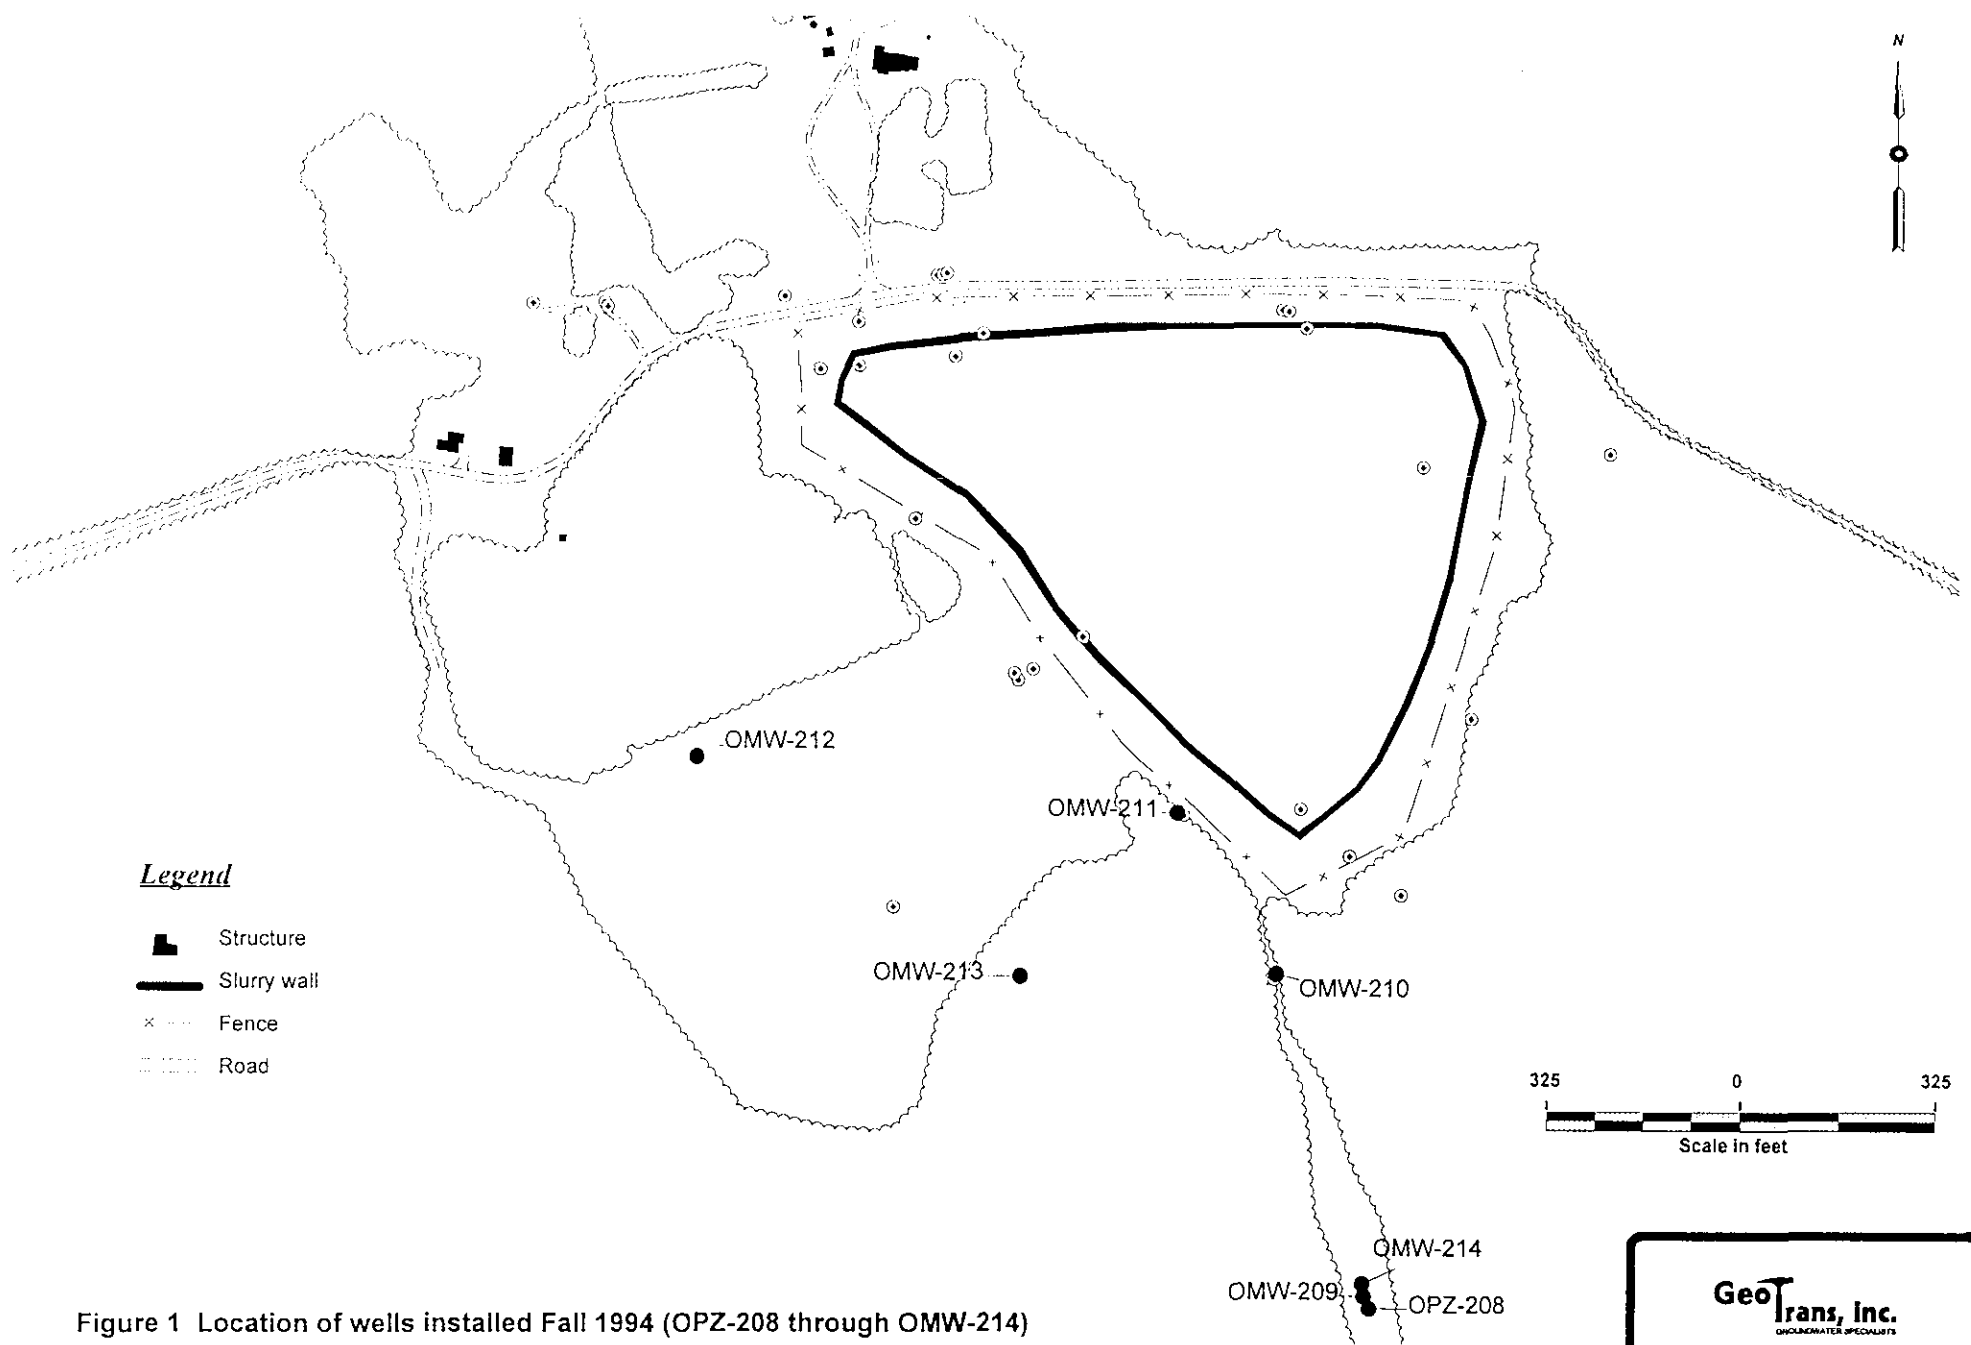 N
OMW-212
OMW-211
OMW-213
OMW-210
Legend
Structure
Slurry wall
Fence
Road
325 0 325
Scale in feet
OMW-214
OMW-209
OPZ-208
GeoTrans, inc.
GROUNDWATER SPECIALISTS
Figure 1 Location of wells installed Fall 1994 (OPZ-208 through OMW-214)